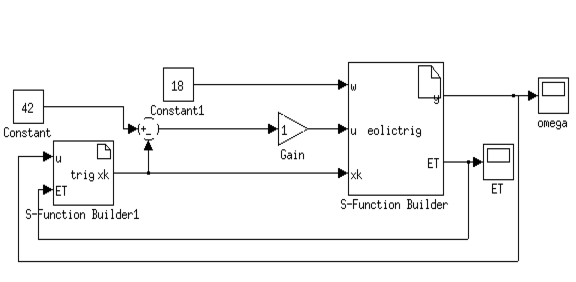 18
w
y
42
Constant1
omega
Constant
+
-
1
u
eolictrig
u
ET
Gain
trig xk
xk
ET
ET
S-Function Builder
S-Function Builder1